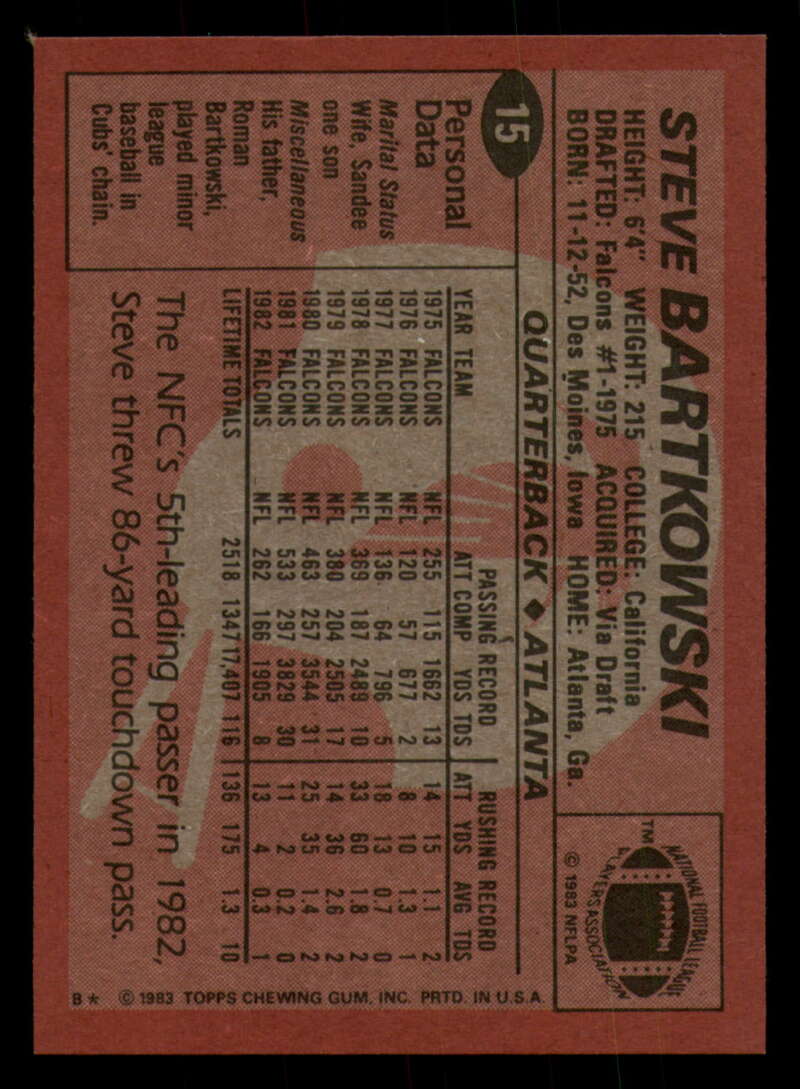 STEVE BARTKOWSKI
HEIGHT: 6'4" WEIGHT: 215 COLLEGE: California
DRAFTED: Falcons #1-1975 ACQUIRED: Via Draft
BORN: 11-12-52, Des Moines, Iowa HOME: Atlanta, Ga.
TM
NATIONAL FOOTBALL LEAGUE
PLAYERS ASSOCIATION
© 1983 NFLPA
15
QUARTERBACK ◆ ATLANTA
Personal
Data
Marital Status
Wife, Sandee
one son
Miscellaneous
His father,
Roman
Bartkowski,
played minor
league
baseball in
Cubs' chain.
PASSING RECORD RUSHING RECORD
YEAR TEAM ATT COMP YDS TDS ATT YDS AVG TDS
1975 FALCONS NFL 255 115 1662 13 14 15 1.1 2
1976 FALCONS NFL 120 57 677 2 8 10 1.3 1
1977 FALCONS NFL 136 64 796 5 18 13 0.7 0
1978 FALCONS NFL 369 187 2489 10 33 60 1.8 2
1979 FALCONS NFL 380 204 2505 17 14 36 2.6 2
1980 FALCONS NFL 463 257 3544 31 25 35 1.4 2
1981 FALCONS NFL 533 297 3829 30 11 2 0.2 0
1982 FALCONS NFL 262 166 1905 8 13 4 0.3 1
LIFETIME TOTALS 2518 1347 17,407 116 136 175 1.3 10
The NFC's 5th-leading passer in 1982,
Steve threw 86-yard touchdown pass.
B* © 1983 TOPPS CHEWING GUM, INC. PRTD. IN U.S.A.